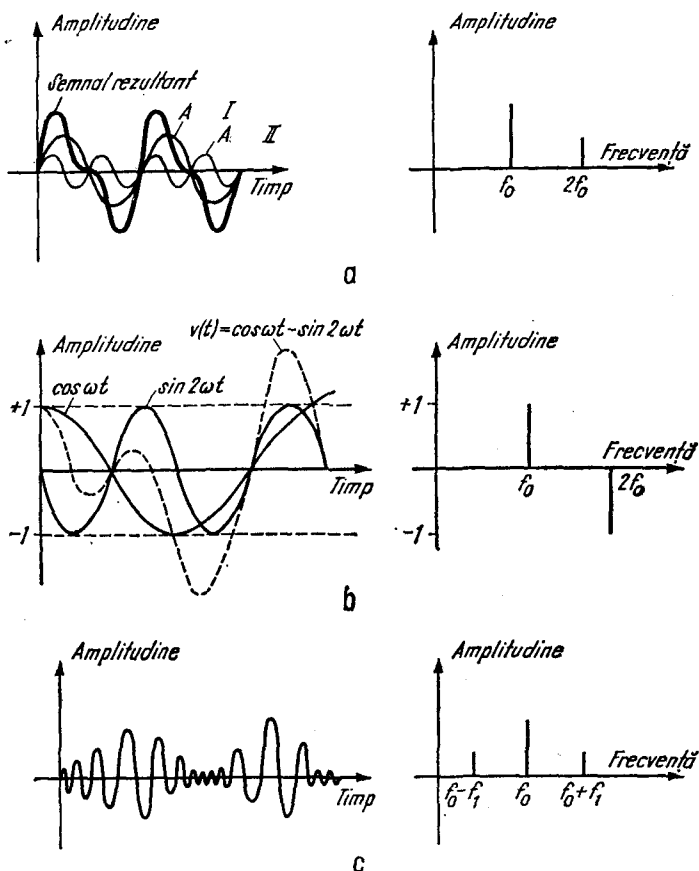 Amplitudine
Semnal rezultant
A I
A II
Timp
Amplitudine
Frecvență
f₀ 2f₀
a
v(t)=cosωt-sin2ωt
Amplitudine
cosωt sin2ωt
+1
Timp
-1
Amplitudine
+1
Frecvență
f₀ 2f₀
-1
b
Amplitudine
Timp
Amplitudine
Frecvență
f₀-f₁ f₀ f₀+f₁
c